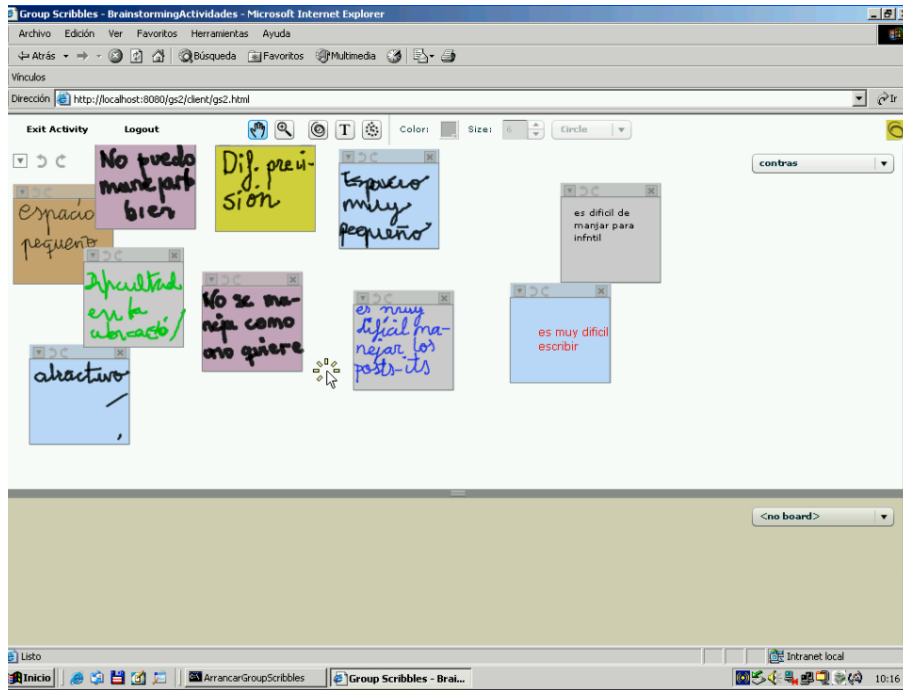 Group Scribbles - BrainstormingActividades - Microsoft Internet Explorer
Archivo Edición Ver Favoritos Herramientas Ayuda
Atrás Búsqueda Favoritos Multimedia
Vínculos
Dirección http://localhost:8080/gs2/client/gs2.html Ir
Exit Activity Logout T Color: Size: 6 Circle
contras
No puedo
manejarlo
bien
Dif. previ-
sión
Espacio
muy
pequeño
es dificil de
manjar para
infntil
espacio
pequeño
Dificultad
en la
No se ma-
neja como
uno quiere
es muy
difícil ma-
nejar los
posts-its
es muy dificil
escribir
atractivo
<no board>
Listo Intranet local
Inicio ArrancarGroupScribbles Group Scribbles - Brai... 10:16